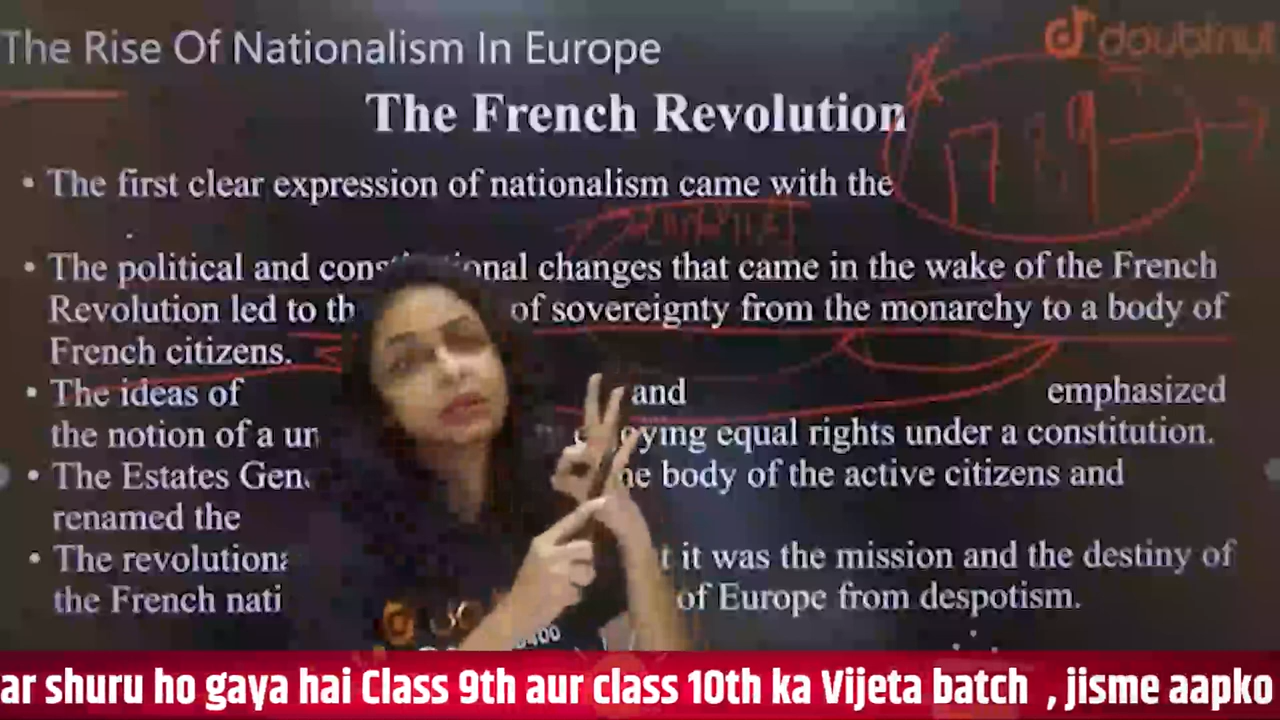 The Rise Of Nationalism In Europe
doubtnut
The French Revolution
1789
• The first clear expression of nationalism came with the
• The political and cons onal changes that came in the wake of the French
Revolution led to th of sovereignty from the monarchy to a body of
French citizens.
• The ideas of and emphasized
the notion of a un ying equal rights under a constitution.
• The Estates Gen he body of the active citizens and
renamed the
• The revolutiona t it was the mission and the destiny of
the French nati of Europe from despotism.
ar shuru ho gaya hai Class 9th aur class 10th ka Vijeta batch , jisme aapko